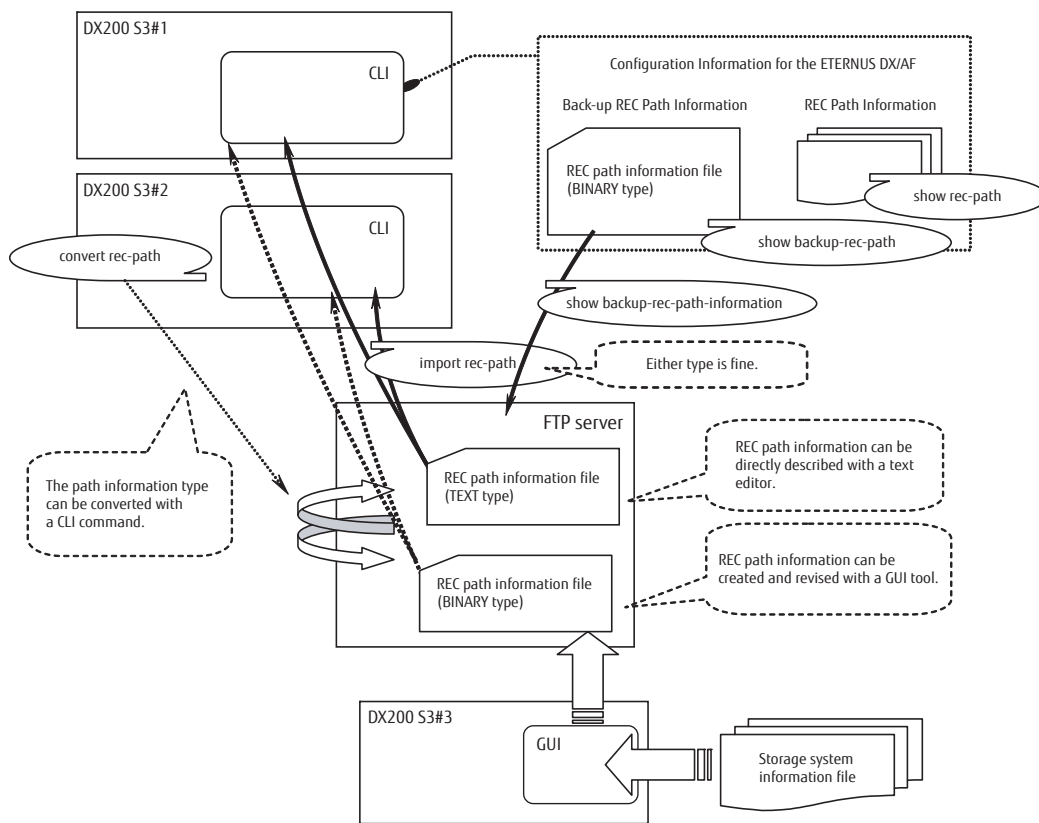 DX200 S3#1
CLI
Configuration Information for the ETERNUS DX/AF
Back-up REC Path Information
REC Path Information
REC path information file
(BINARY type)
show rec-path
show backup-rec-path
DX200 S3#2
CLI
convert rec-path
show backup-rec-path-information
import rec-path
Either type is fine.
FTP server
REC path information file
(TEXT type)
REC path information can be
directly described with a text
editor.
The path information type
can be converted with
a CLI command.
REC path information file
(BINARY type)
REC path information can be
created and revised with a GUI tool.
DX200 S3#3
GUI
Storage system
information file